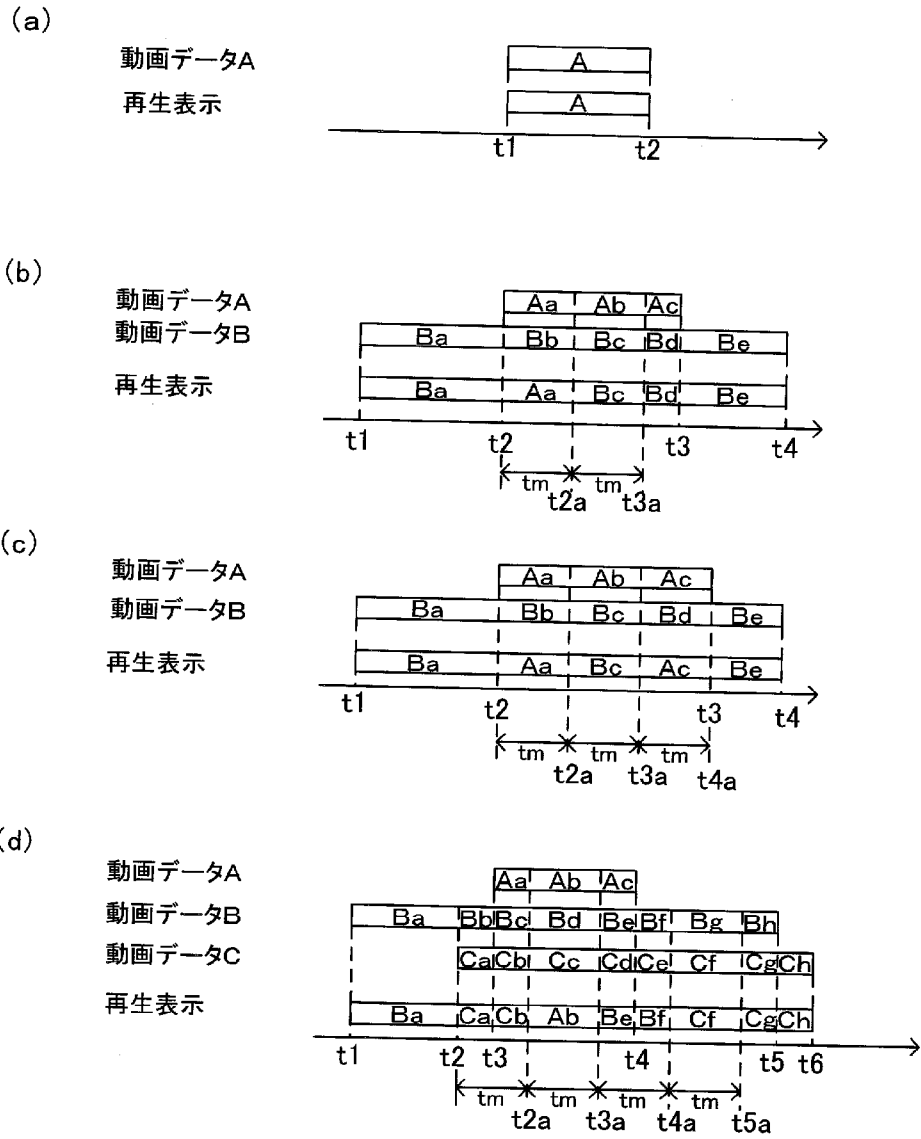 (a)
動画データA
A
再生表示
A
t1 t2
(b)
動画データA
Aa Ab Ac
動画データB
Ba Bb Bc Bd Be
再生表示
Ba Aa Bc Bd Be
t1 t2 t3 t4
tm tm
t2a t3a
(c)
動画データA
Aa Ab Ac
動画データB
Ba Bb Bc Bd Be
再生表示
Ba Aa Bc Ac Be
t1 t2 t3 t4
tm tm tm
t2a t3a t4a
(d)
動画データA
Aa Ab Ac
動画データB
Ba Bb Bc Bd Be Bf Bg Bh
動画データC
Ca Cb Cc Cd Ce Cf Cg Ch
再生表示
Ba Ca Cb Ab Be Bf Cf Cg Ch
t1 t2 t3 t4 t5 t6
tm tm tm tm
t2a t3a t4a t5a